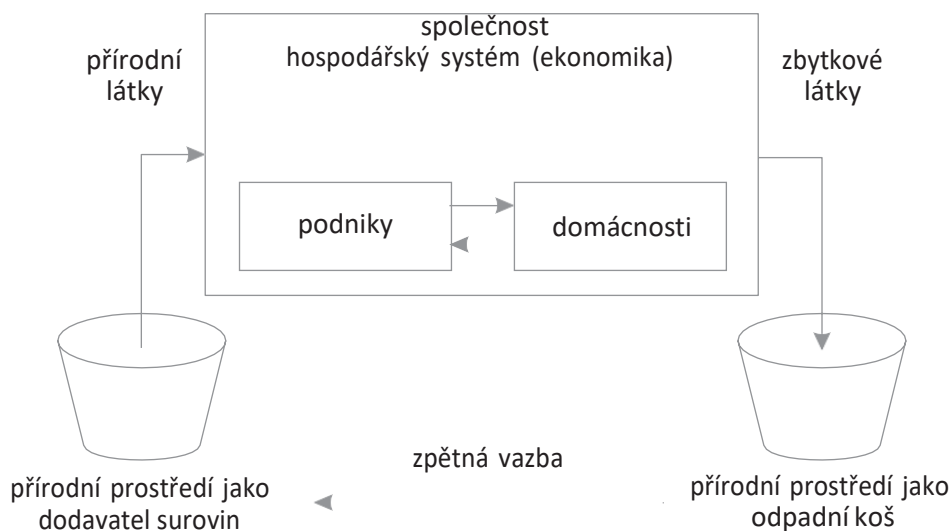 společnost
hospodářský systém (ekonomika)
přírodní
látky
zbytkové
látky
podniky
domácnosti
zpětná vazba
přírodní prostředí jako
dodavatel surovin
přírodní prostředí jako
odpadní koš